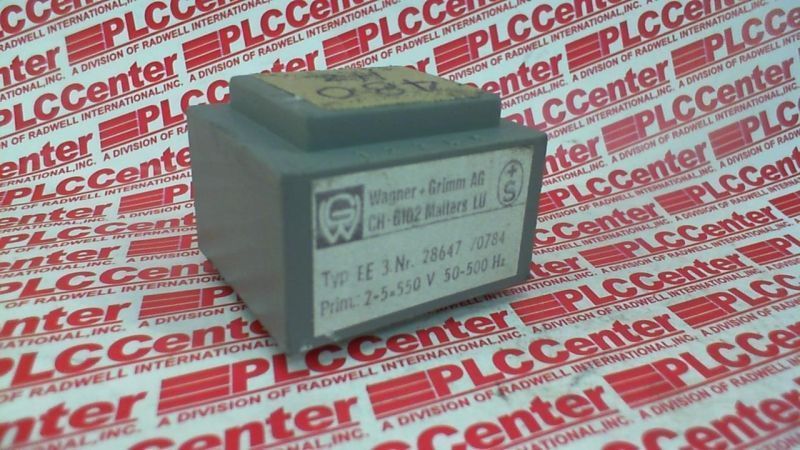 Wagner + Grimm AG
CH-6102 Malters LU
+
S
GW
Typ EE 3 Nr. 28647 /0784
Prim.: 2-5=550 V 50-500 Hz
PLCCenter
A DIVISION OF RADWELL INTERNATIONAL, INC.